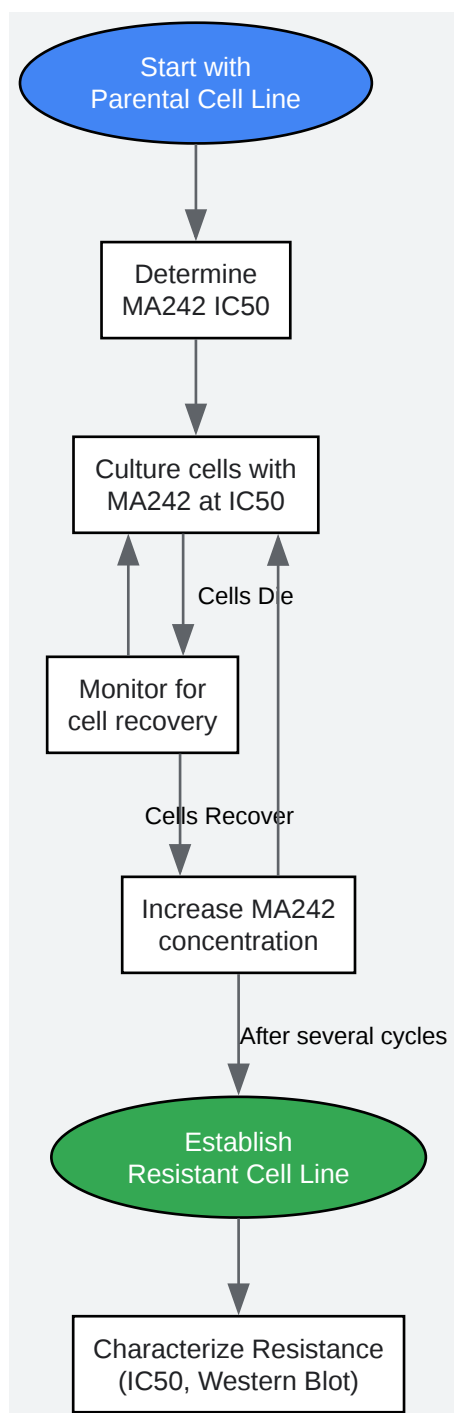 Start with
Parental Cell Line
Determine
MA242 IC50
Culture cells with
MA242 at IC50
Cells Die
Monitor for
cell recovery
Cells Recover
Increase MA242
concentration
After several cycles
Establish
Resistant Cell Line
Characterize Resistance
(IC50, Western Blot)